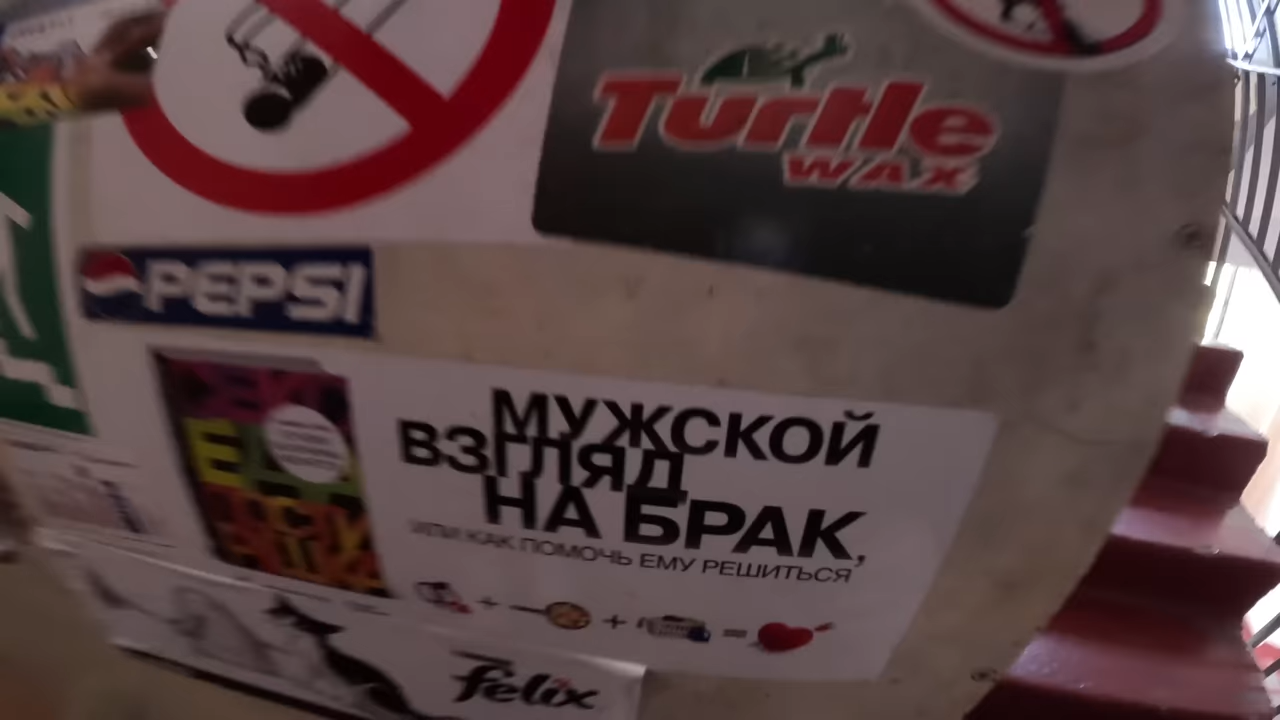 Turtle
WAX
PEPSI
МУЖСКОЙ
ВЗГЛЯД
НА БРАК,
ИЛИ КАК ПОМОЧЬ ЕМУ РЕШИТЬСЯ
+ + =
felix